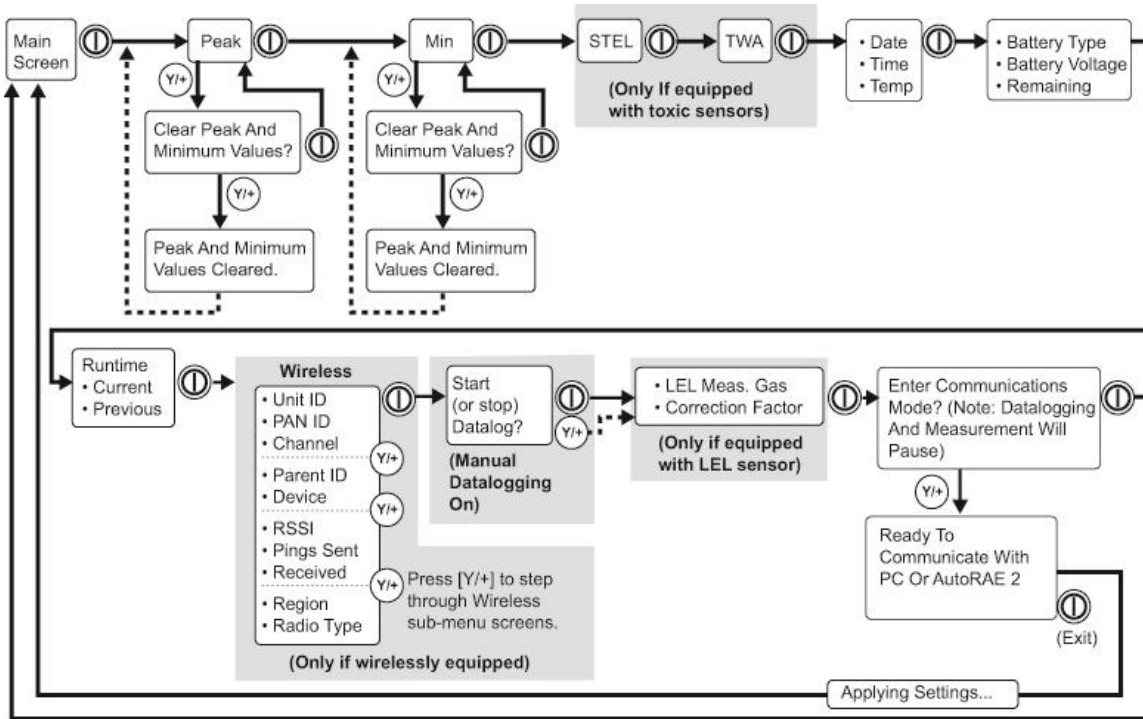 Main
Screen
Peak
Min
STEL
TWA
• Date
• Time
• Temp
• Battery Type
• Battery Voltage
• Remaining
Y/+
Y/+
(Only If equipped
with toxic sensors)
Clear Peak And
Minimum Values?
Clear Peak And
Minimum Values?
Y/+
Y/+
Peak And Minimum
Values Cleared.
Peak And Minimum
Values Cleared.
Runtime
• Current
• Previous
Wireless
• Unit ID
• PAN ID
• Channel
Y/+
• Parent ID
• Device
Y/+
• RSSI
• Pings Sent
• Received
Y/+
• Region
• Radio Type
Press [Y/+] to step
through Wireless
sub-menu screens.
(Only if wirelessly equipped)
Start
(or stop)
Datalog?
Y/+
(Manual
Datalogging
On)
• LEL Meas. Gas
• Correction Factor
(Only if equipped
with LEL sensor)
Enter Communications
Mode? (Note: Datalogging
And Measurement Will
Pause)
Y/+
Ready To
Communicate With
PC Or AutoRAE 2
(Exit)
Applying Settings...